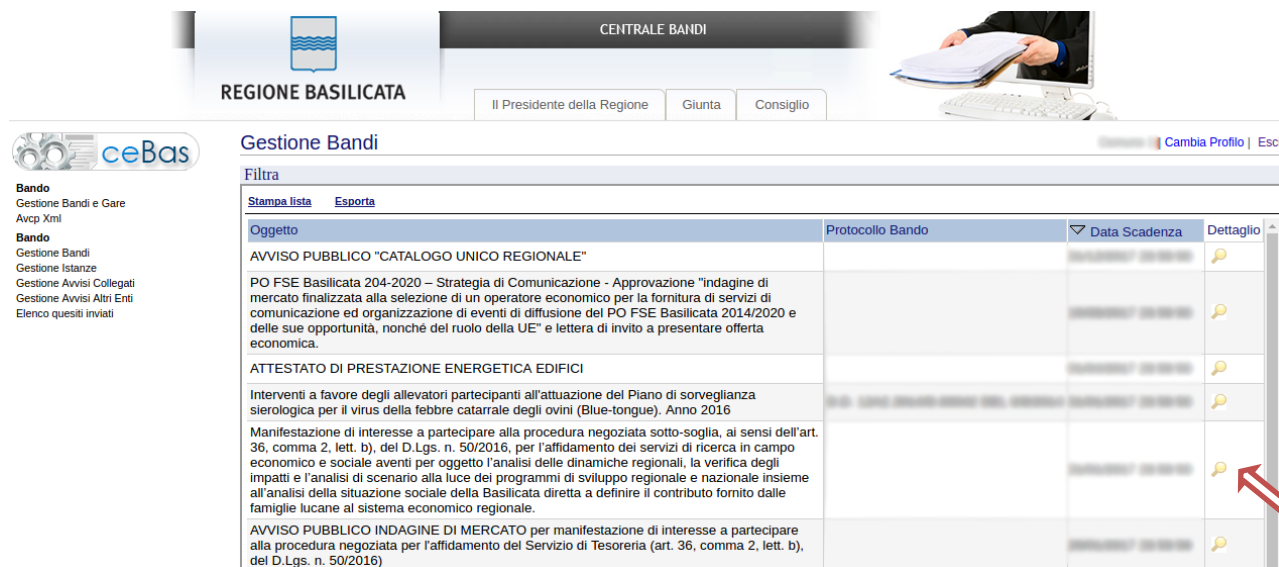 CENTRALE BANDI
REGIONE BASILICATA
Il Presidente della Regione
Giunta
Consiglio
ceBas
Gestione Bandi
Cambia Profilo |
Filtra
Stampa lista
Esporta
Bando
Gestione Bandi e Gare
Avcp Xml
Bando
Gestione Bandi
Gestione Istanze
Gestione Avvisi Collegati
Gestione Avvisi Altri Enti
Elenco quesiti inviati
Oggetto
Protocollo Bando
Data Scadenza
Dettaglio
AVVISO PUBBLICO "CATALOGO UNICO REGIONALE"
PO FSE Basilicata 204-2020 – Strategia di Comunicazione - Approvazione "indagine di
mercato finalizzata alla selezione di un operatore economico per la fornitura di servizi di
comunicazione ed organizzazione di eventi di diffusione del PO FSE Basilicata 2014/2020 e
delle sue opportunità, nonché del ruolo della UE" e lettera di invito a presentare offerta
economica.
ATTESTATO DI PRESTAZIONE ENERGETICA EDIFICI
Interventi a favore degli allevatori partecipanti all'attuazione del Piano di sorveglianza
sierologica per il virus della febbre catarrale degli ovini (Blue-tongue). Anno 2016
Manifestazione di interesse a partecipare alla procedura negoziata sotto-soglia, ai sensi dell'art.
36, comma 2, lett. b), del D.Lgs. n. 50/2016, per l'affidamento dei servizi di ricerca in campo
economico e sociale aventi per oggetto l'analisi delle dinamiche regionali, la verifica degli
impatti e l'analisi di scenario alla luce dei programmi di sviluppo regionale e nazionale insieme
all'analisi della situazione sociale della Basilicata diretta a definire il contributo fornito dalle
famiglie lucane al sistema economico regionale.
AVVISO PUBBLICO INDAGINE DI MERCATO per manifestazione di interesse a partecipare
alla procedura negoziata per l'affidamento del Servizio di Tesoreria (art. 36, comma 2, lett. b),
del D.Lgs. n. 50/2016)